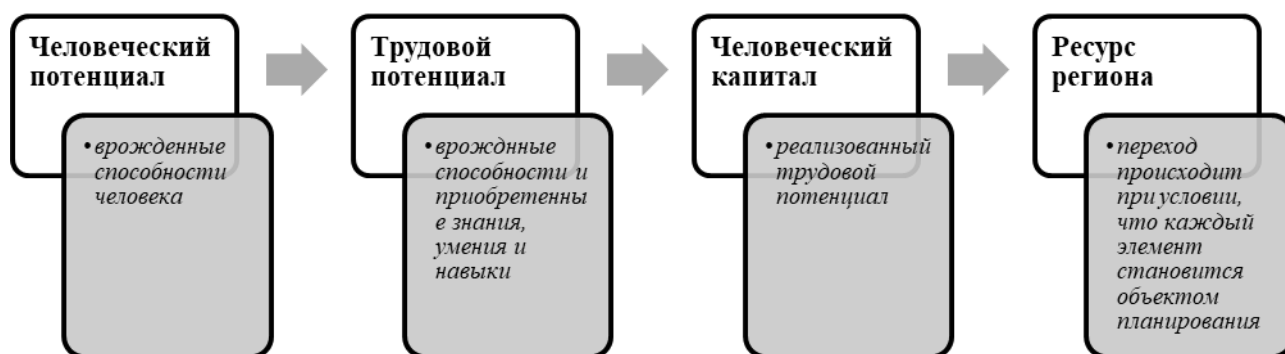 Человеческий
потенциал
• врожденные
способности
человека
Трудовой
потенциал
• врожднные
способности и
приобретенны
е знания,
умения и
навыки
Человеческий
капитал
• реализованный
трудовой
потенциал
Ресурс
региона
• переход
происходит
при условии,
что каждый
элемент
становится
объектом
планирования